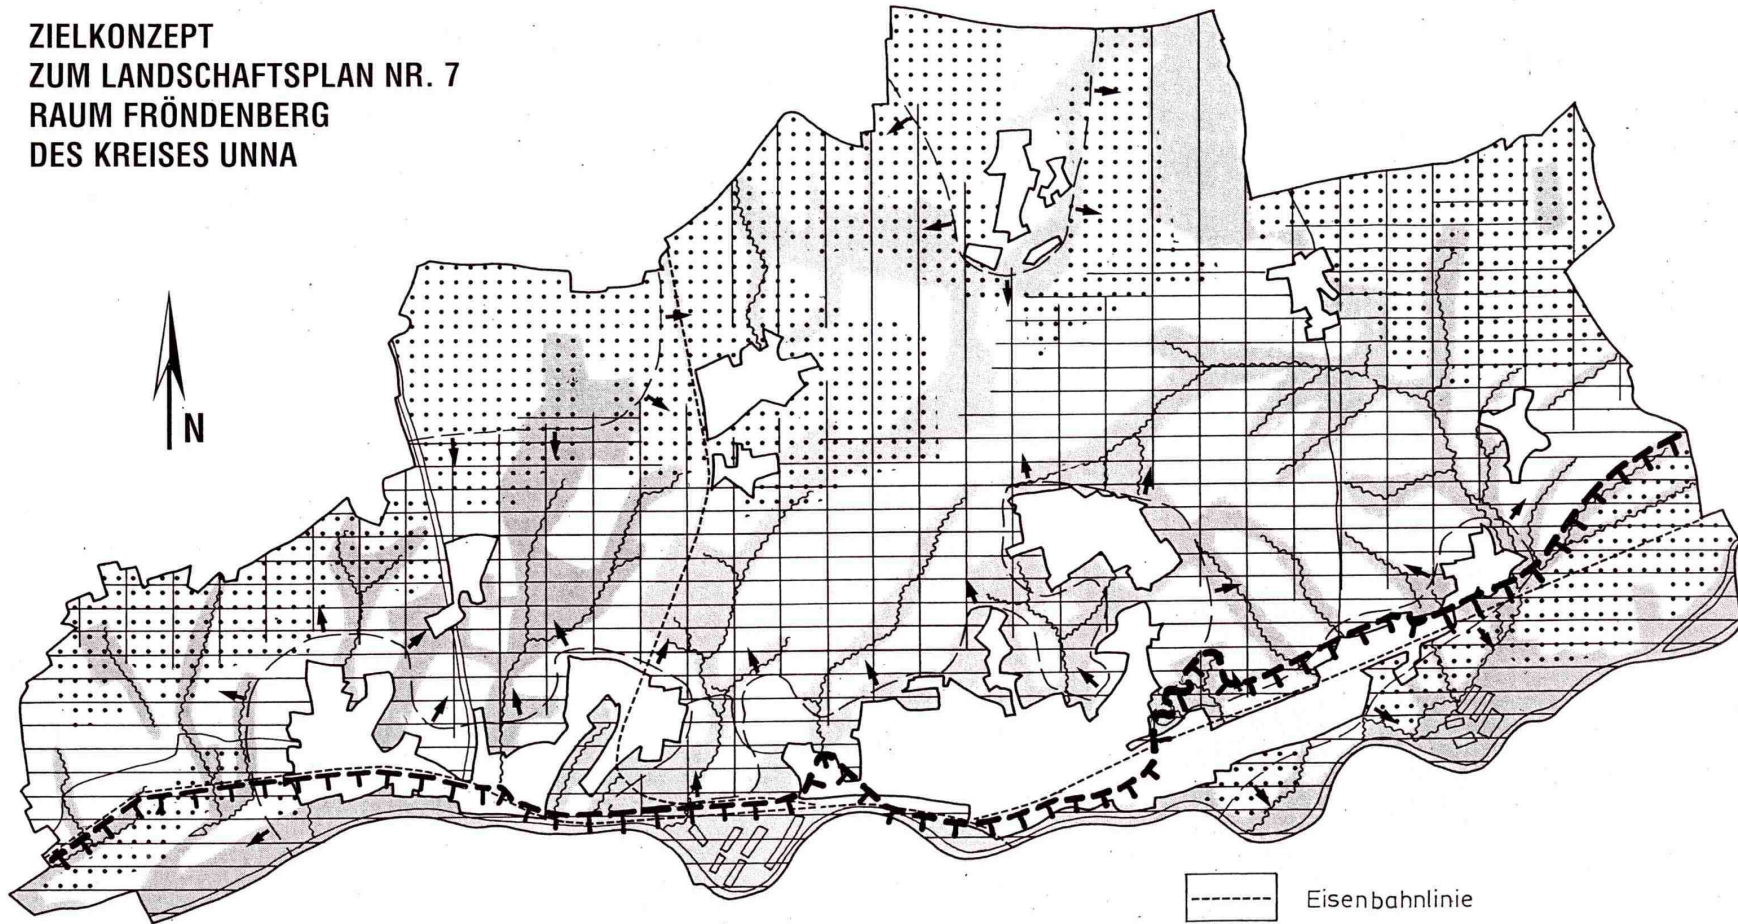 ZIELKONZEPT
ZUM LANDSCHAFTSPLAN NR. 7
RAUM FRÖNDENBERG
DES KREISES UNNA
N
Eisenbahnlinie